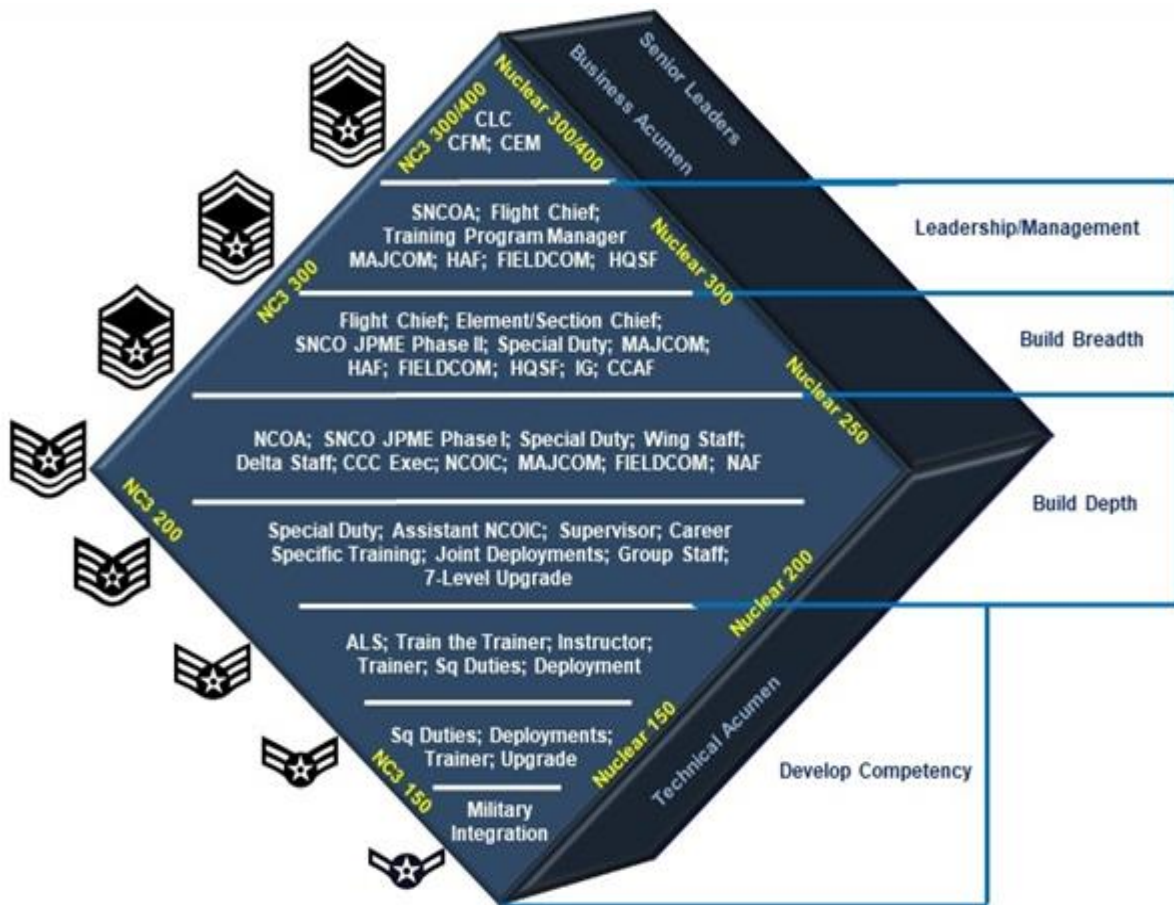 Senior Leaders
Business Acumen
Nuclear 300/400
NC3 300/400
CLC
CFM; CEM
SNCOA; Flight Chief;
Training Program Manager
MAJCOM; HAF; FIELDCOM; HQSF
Leadership/Management
NC3 300
Nuclear 300
Flight Chief; Element/Section Chief;
SNCO JPME Phase II; Special Duty; MAJCOM;
HAF; FIELDCOM; HQSF; IG; CCAF
Build Breadth
Nuclear 250
NCOA; SNCO JPME Phase I; Special Duty; Wing Staff;
Delta Staff; CCC Exec; NCOIC; MAJCOM; FIELDCOM; NAF
Build Depth
NC3 200
Special Duty; Assistant NCOIC; Supervisor; Career
Specific Training; Joint Deployments; Group Staff;
7-Level Upgrade
Nuclear 200
ALS; Train the Trainer; Instructor;
Trainer; Sq Duties; Deployment
Nuclear 150
Technical Acumen
Sq Duties; Deployments;
Trainer; Upgrade
NC3 150
Develop Competency
Military
Integration